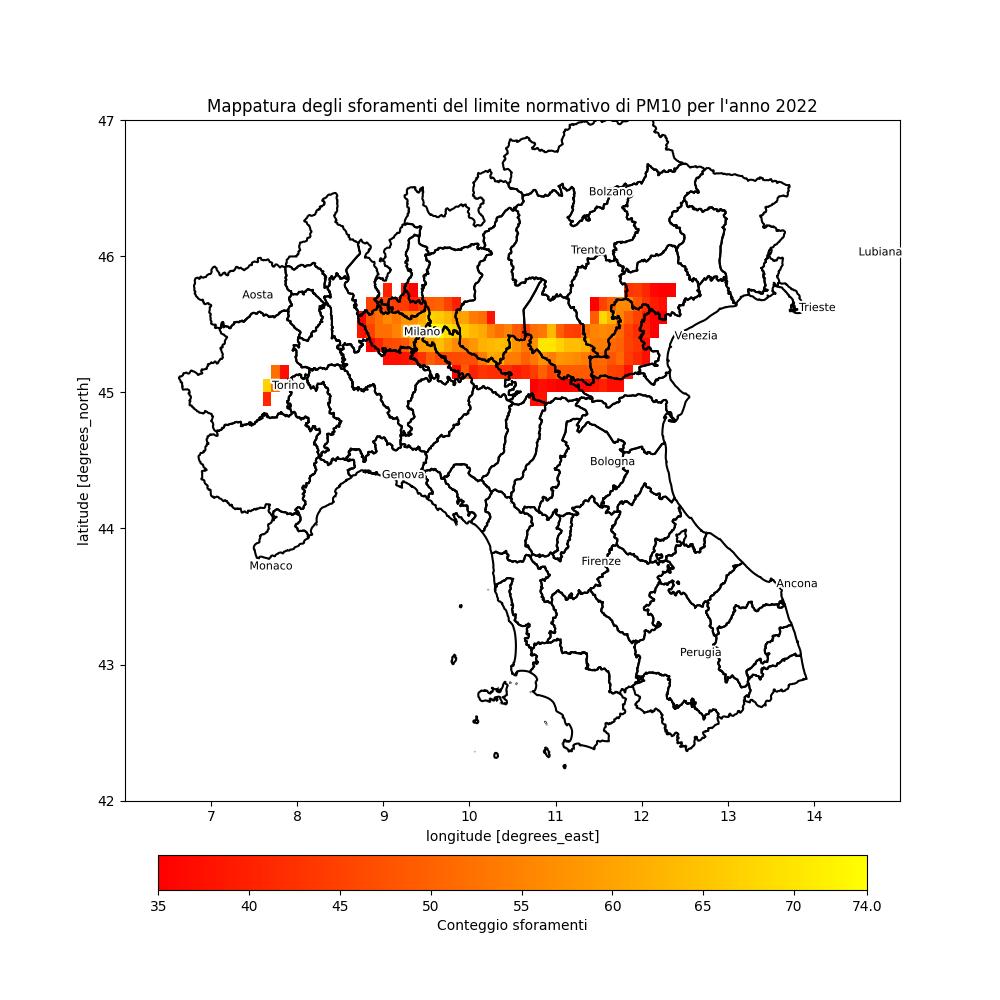 Mappatura degli sforamenti del limite normativo di PM10 per l'anno 2022
47
Bolzano
46
Trento
Lubiana
Aosta
Trieste
Milano
Venezia
45
Torino
latitude [degrees_north]
Genova
Bologna
44
Monaco
Firenze
Ancona
43
Perugia
42
7 8 9 10 11 12 13 14
longitude [degrees_east]
35 40 45 50 55 60 65 70 74.0
Conteggio sforamenti